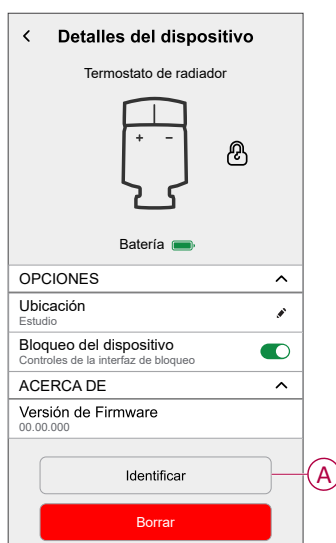 Detalles del dispositivo
Termostato de radiador
+ -
Batería
OPCIONES
Ubicación
Estudio
Bloqueo del dispositivo
Controles de la interfaz de bloqueo
ACERCA DE
Versión de Firmware
00.00.000
Identificar
A
Borrar